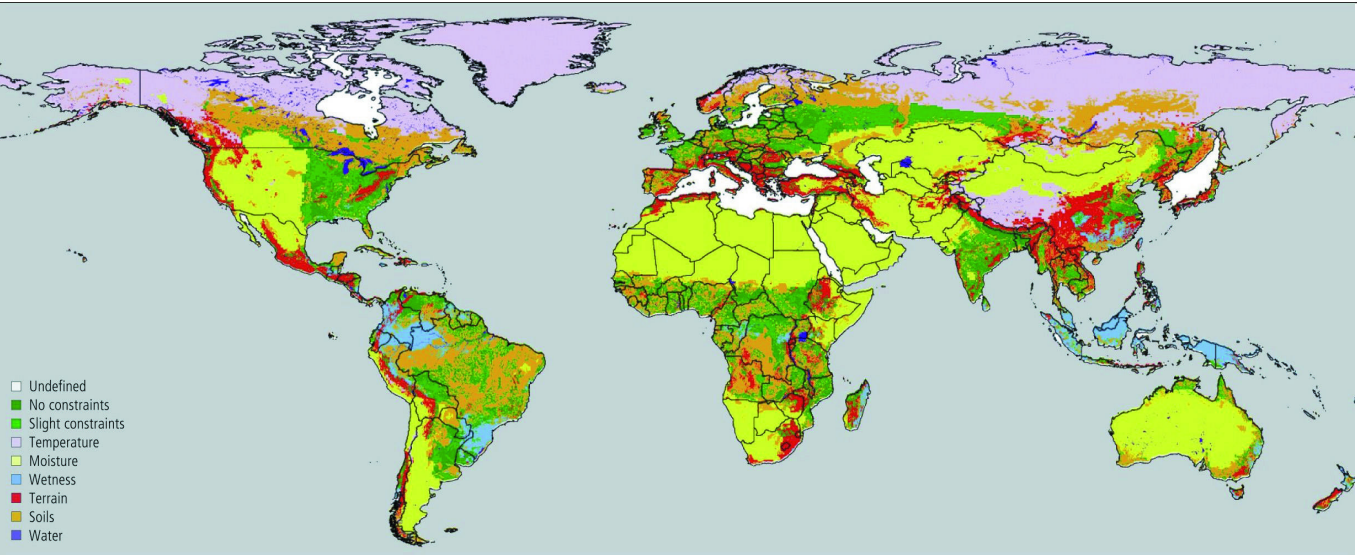 Undefined
No constraints
Slight constraints
Temperature
Moisture
Wetness
Terrain
Soils
Water